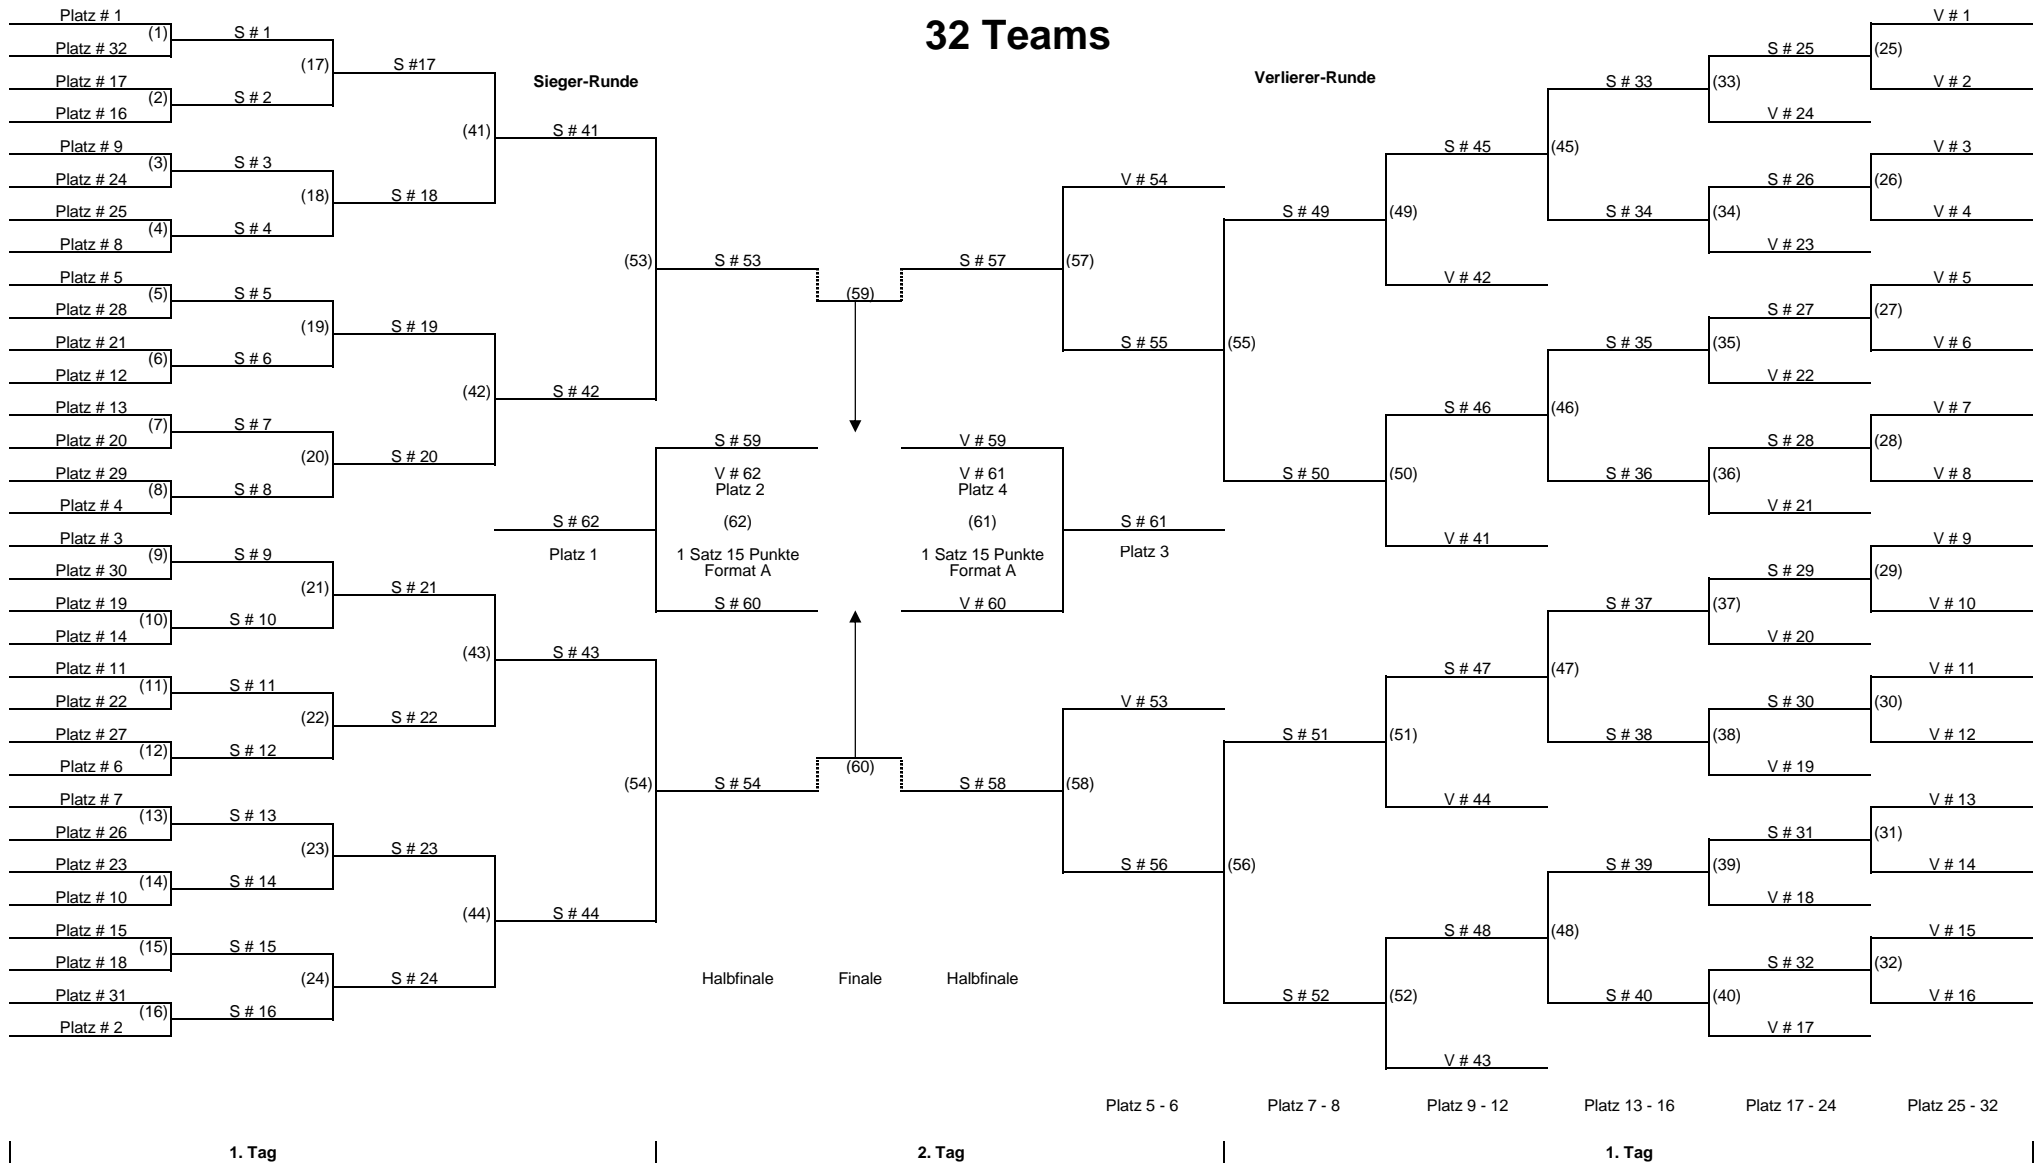 32 Teams
Sieger-Runde
Verlierer-Runde
Platz # 1
(1)
Platz # 32
Platz # 17
(2)
Platz # 16
Platz # 9
(3)
Platz # 24
Platz # 25
(4)
Platz # 8
Platz # 5
(5)
Platz # 28
Platz # 21
(6)
Platz # 12
Platz # 13
(7)
Platz # 20
Platz # 29
(8)
Platz # 4
Platz # 3
(9)
Platz # 30
Platz # 19
(10)
Platz # 14
Platz # 11
(11)
Platz # 22
Platz # 27
(12)
Platz # 6
Platz # 7
(13)
Platz # 26
Platz # 23
(14)
Platz # 10
Platz # 15
(15)
Platz # 18
Platz # 31
(16)
Platz # 2
S # 1
(17)
S # 2
S # 3
(18)
S # 4
S # 5
(19)
S # 6
S # 7
(20)
S # 8
S # 9
(21)
S # 10
S # 11
(22)
S # 12
S # 13
(23)
S # 14
S # 15
(24)
S # 16
S #17
(41)
S # 18
S # 19
(42)
S # 20
S # 21
(43)
S # 22
S # 23
(44)
S # 24
S # 41
(53)
S # 42
S # 62
Platz 1
S # 43
(54)
S # 44
S # 53
S # 59
V # 62
Platz 2
(62)
1 Satz 15 Punkte
Format A
S # 60
S # 54
Halbfinale
(59)
(60)
Finale
S # 57
V # 59
V # 61
Platz 4
(61)
1 Satz 15 Punkte
Format A
V # 60
S # 58
Halbfinale
V # 54
(57)
S # 55
S # 61
Platz 3
V # 53
(58)
S # 56
Platz 5 - 6
S # 49
(55)
S # 50
S # 51
(56)
S # 52
Platz 7 - 8
S # 45
(49)
V # 42
S # 46
(50)
V # 41
S # 47
(51)
V # 44
S # 48
(52)
V # 43
Platz 9 - 12
S # 33
(45)
S # 34
S # 35
(46)
S # 36
S # 37
(47)
S # 38
S # 39
(48)
S # 40
Platz 13 - 16
S # 25
(33)
V # 24
S # 26
(34)
V # 23
S # 27
(35)
V # 22
S # 28
(36)
V # 21
S # 29
(37)
V # 20
S # 30
(38)
V # 19
S # 31
(39)
V # 18
S # 32
(40)
V # 17
Platz 17 - 24
V # 1
(25)
V # 2
V # 3
(26)
V # 4
V # 5
(27)
V # 6
V # 7
(28)
V # 8
V # 9
(29)
V # 10
V # 11
(30)
V # 12
V # 13
(31)
V # 14
V # 15
(32)
V # 16
Platz 25 - 32
1. Tag
2. Tag
1. Tag